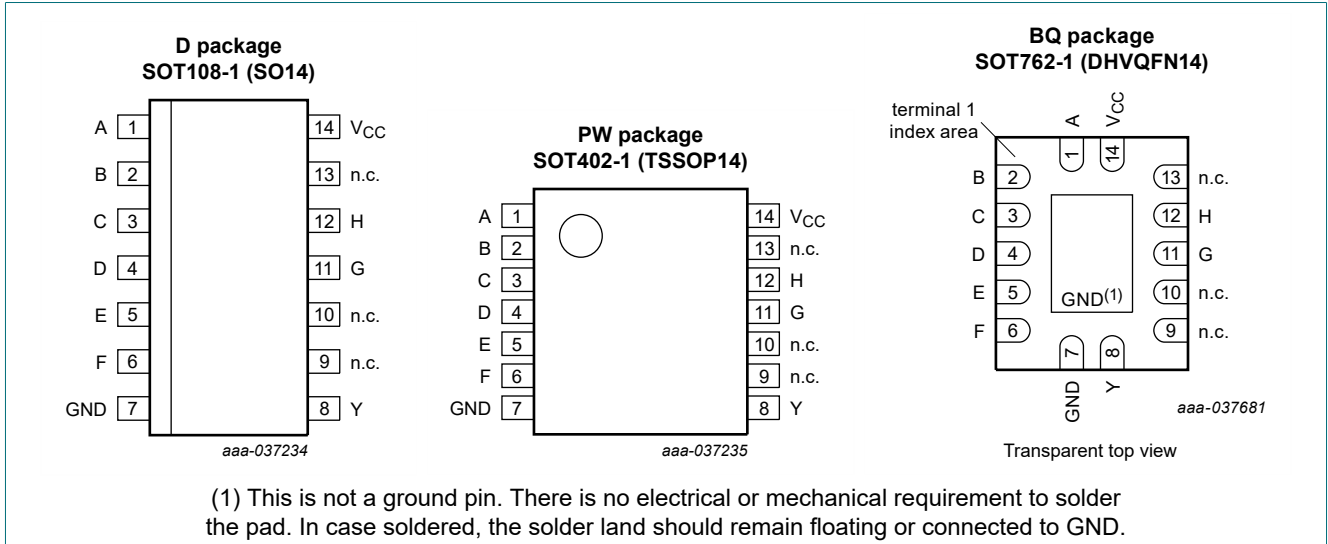 D package
SOT108-1 (SO14)
A 1
B 2
C 3
D 4
E 5
F 6
GND 7
14 VCC
13 n.c.
12 H
11 G
10 n.c.
9 n.c.
8 Y
aaa-037234
PW package
SOT402-1 (TSSOP14)
A 1
B 2
C 3
D 4
E 5
F 6
GND 7
14 VCC
13 n.c.
12 H
11 G
10 n.c.
9 n.c.
8 Y
aaa-037235
BQ package
SOT762-1 (DHVQFN14)
terminal 1
index area
A 1
VCC 14
B 2
C 3
D 4
E 5
F 6
13 n.c.
12 H
11 G
10 n.c.
9 n.c.
GND(1)
7 GND
8 Y
aaa-037681
Transparent top view
(1) This is not a ground pin. There is no electrical or mechanical requirement to solder
the pad. In case soldered, the solder land should remain floating or connected to GND.